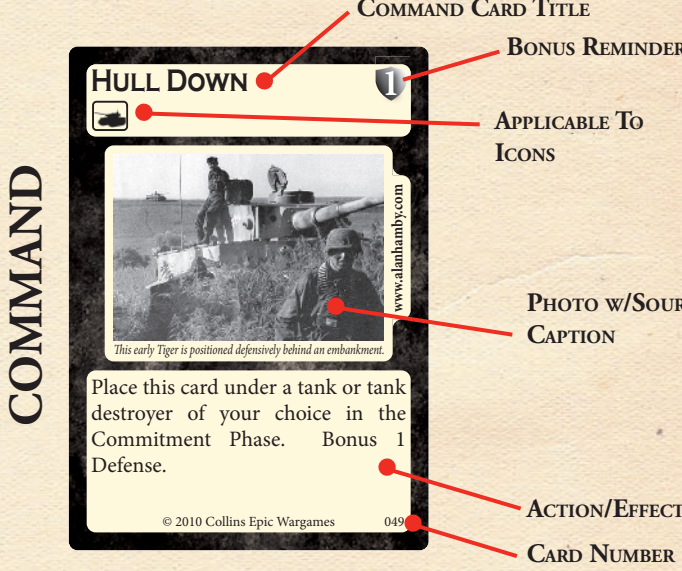 COMMAND CARD TITLE
BONUS REMINDER
HULL DOWN
1
APPLICABLE TO
ICONS
COMMAND
www.alanhamby.com
PHOTO W/SOUR
CAPTION
This early Tiger is positioned defensively behind an embankment.
Place this card under a tank or tank
destroyer of your choice in the
Commitment Phase. Bonus 1
Defense.
ACTION/EFFECT
© 2010 Collins Epic Wargames 049
CARD NUMBER